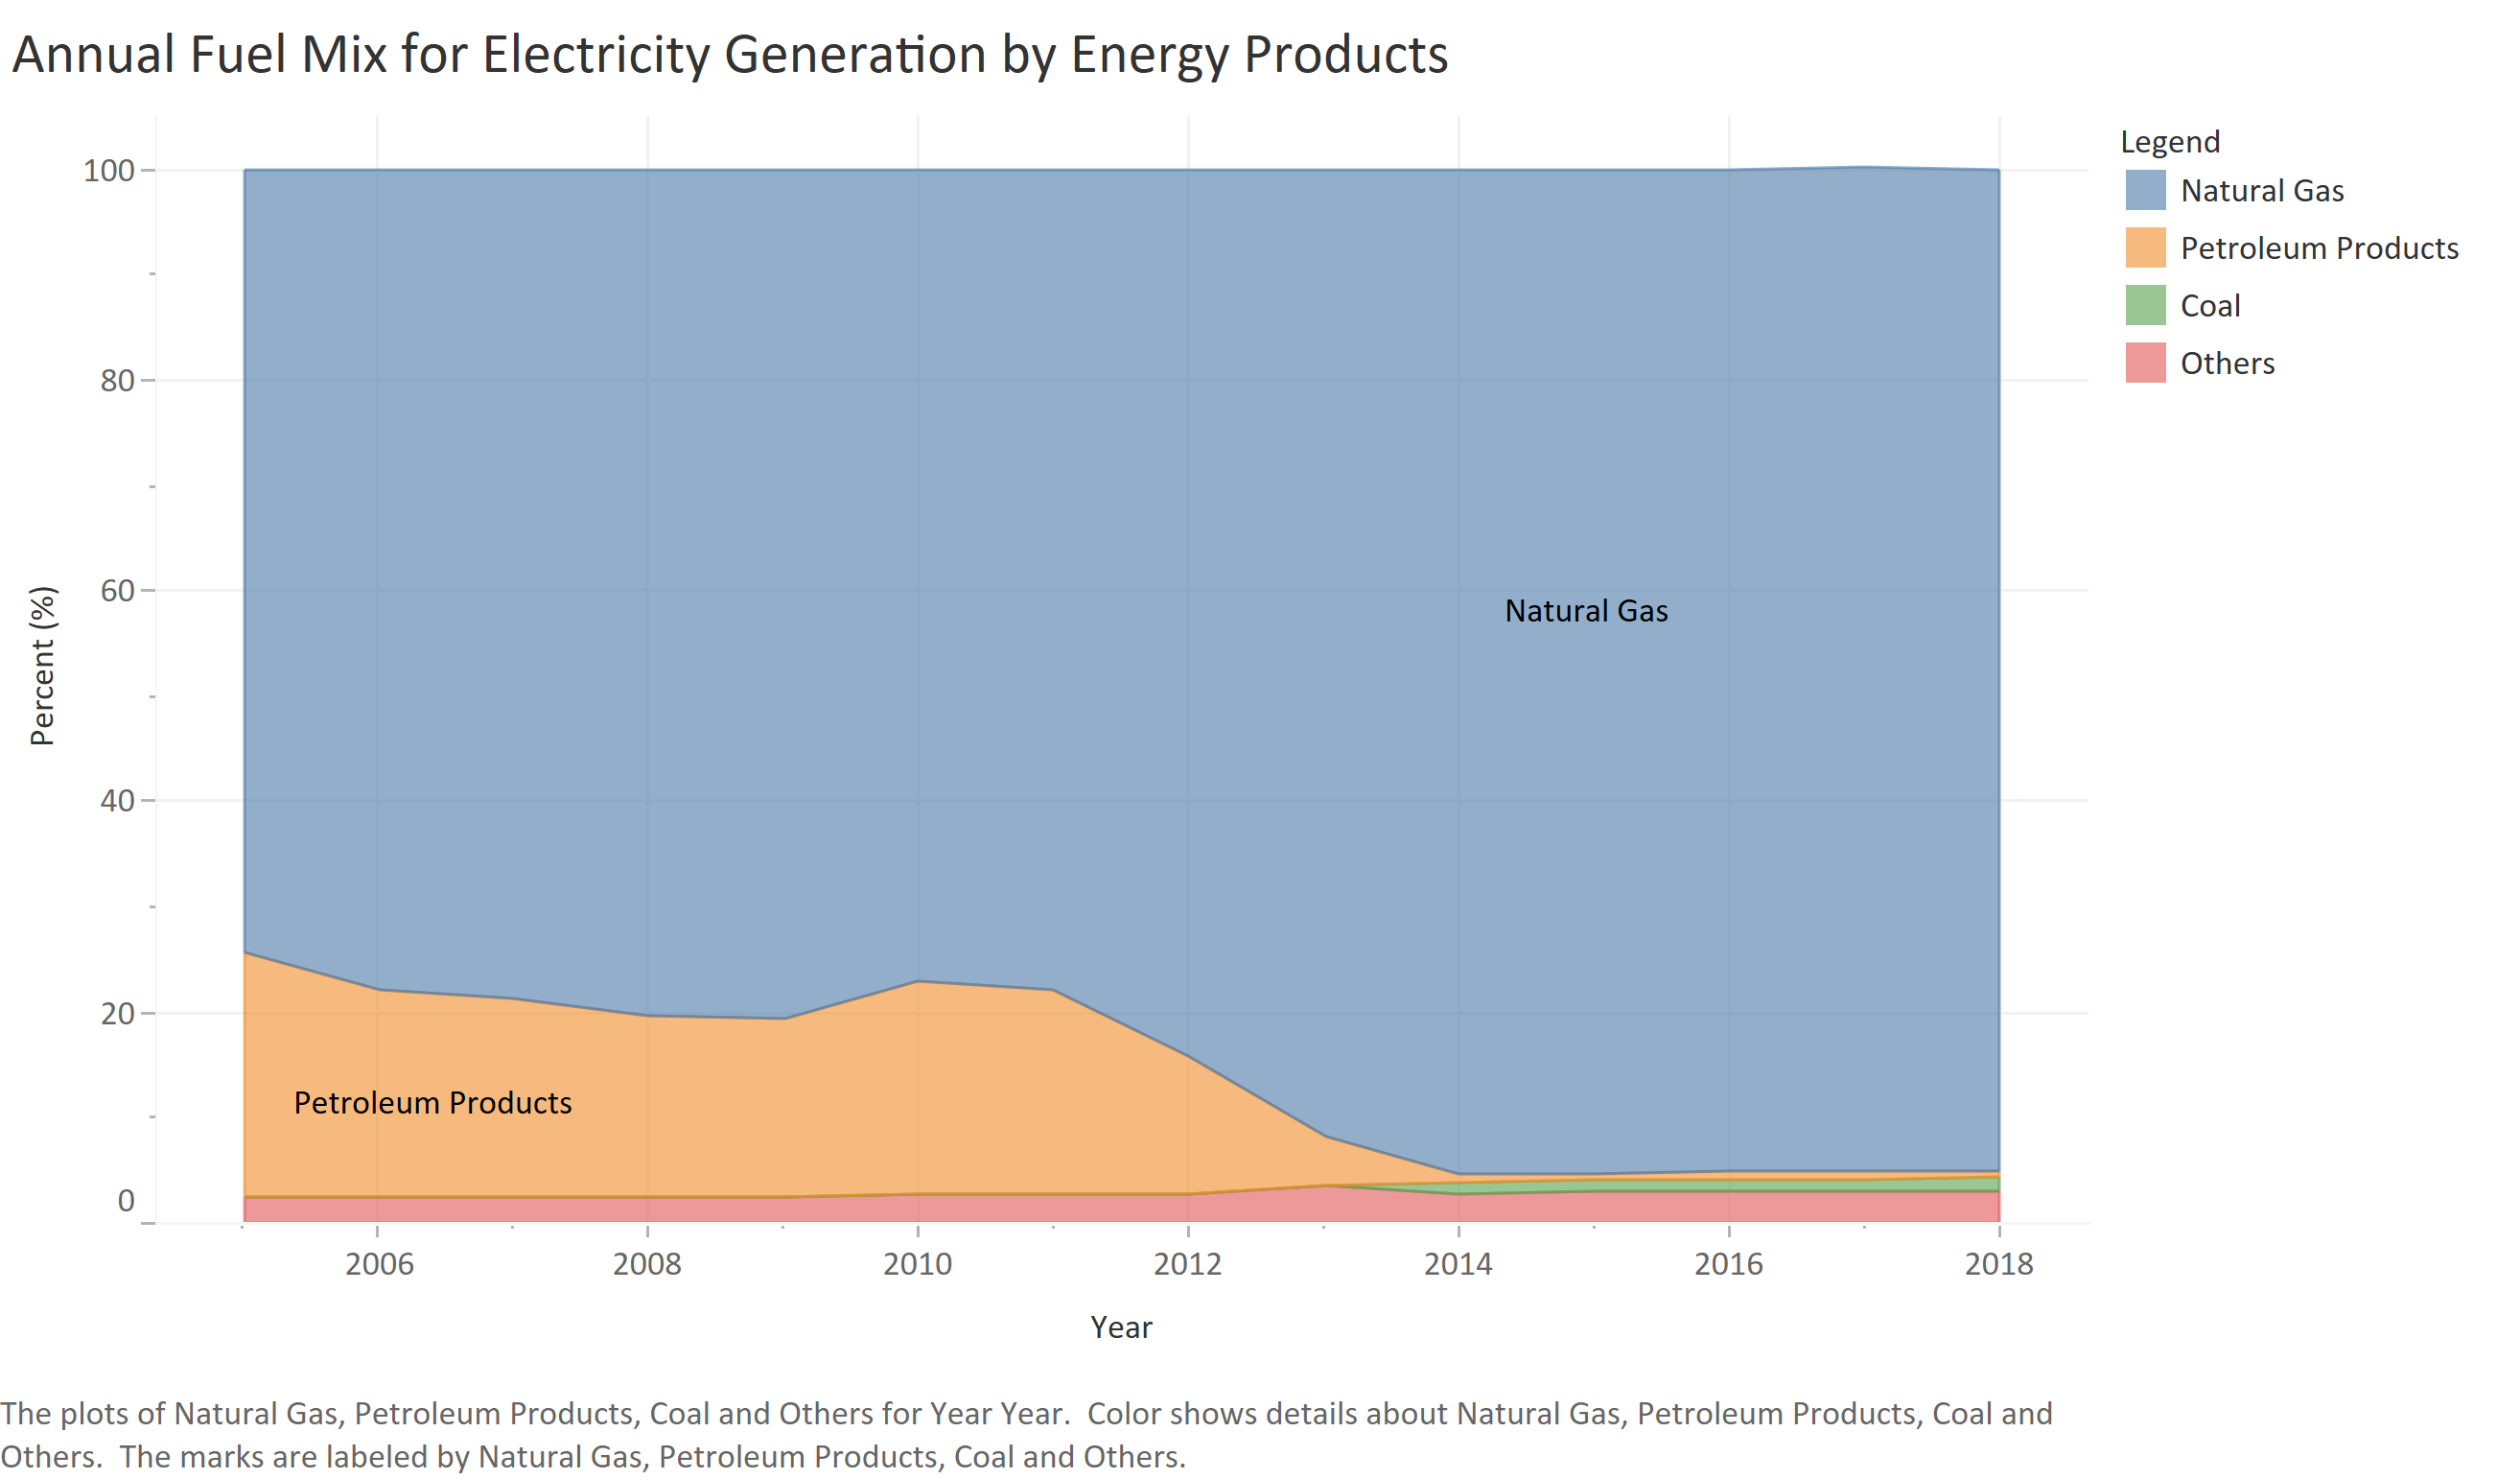 Annual Fuel Mix for Electricity Generation by Energy Products
Legend
Natural Gas
Petroleum Products
Coal
Others
100
80
60
40
20
0
Percent (%)
Natural Gas
Petroleum Products
2006 2008 2010 2012 2014 2016 2018
Year
The plots of Natural Gas, Petroleum Products, Coal and Others for Year Year.  Color shows details about Natural Gas, Petroleum Products, Coal and
Others.  The marks are labeled by Natural Gas, Petroleum Products, Coal and Others.